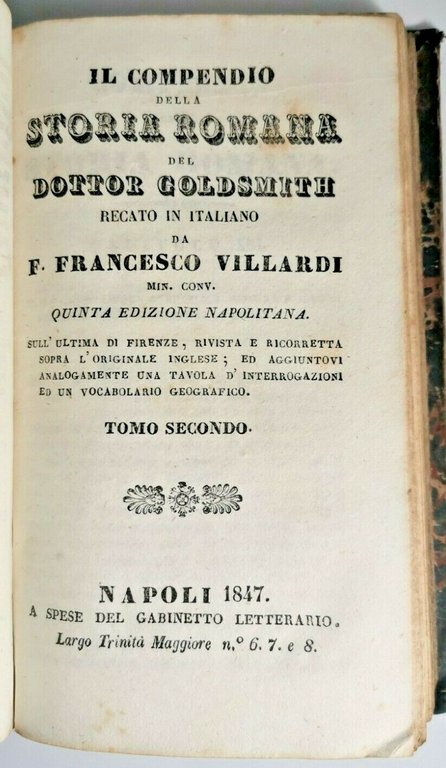 IL COMPENDIO
DELLA
STORIA ROMANA
DEL
DOTTOR GOLDSMITH
RECATO IN ITALIANO
DA
F. FRANCESCO VILLARDI
MIN. CONV.
QUINTA EDIZIONE NAPOLITANA.
SULL'ULTIMA DI FIRENZE, RIVISTA E RICORRETTA
SOPRA L'ORIGINALE INGLESE; ED AGGIUNTOVI
ANALOGAMENTE UNA TAVOLA D'INTERROGAZIONI
ED UN VOCABOLARIO GEOGRAFICO.
TOMO SECONDO.
NAPOLI 1847.
A SPESE DEL GABINETTO LETTERARIO.
Largo Trinità Maggiore n.º 6. 7. e 8.